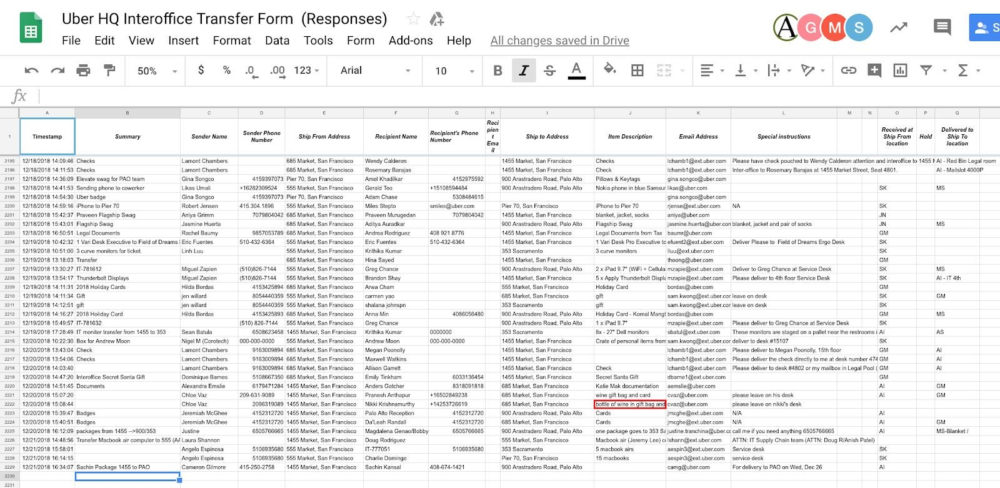 Uber HQ Interoffice Transfer Form (Responses)
A G M S
File Edit View Insert Format Data Tools Form Add-ons Help All changes saved in Drive
S
50% $ % .0 .00 123 Arial 10 B I S A
fx
A B C D E F G H I J K L M N O P Q
1 Timestamp Summary Sender Name Sender Phone Number Ship From Address Recipient Name Recipient's Phone Number Recipient Email Ship to Address Item Description Email Address Special instructions Received at Ship From location Hold Delivered to Ship To location
2195 12/18/2018 14:09:46 Checks Lamont Chambers 685 Market, San Francisco Wendy Calderon 1455 Market, San Francisco Checks lchamb1@ext.uber.com Please have check pouched to Wendy Calderon attention and interoffice to 1455 M AI - Red Bin Legal room
2196 12/18/2018 14:11:53 Checks Lamont Chambers 685 Market, San Francisco Rosemary Barajas 1455 Market, San Francisco Check lchamb1@ext.uber.com Inter-office to Rosemary Barajas at 1455 Market Street, Seat 4801. AI - Mailslot 4000P
2197 12/18/2018 14:36:09 Elevate swag for PAO team Gina Songco 4159397073 Pier 70, San Francisco Amol Khadilkar 4152975592 900 Arastradero Road, Palo Alto Pillows & Keytags gina.songco@uber.com
2198 12/18/2018 14:41:53 Sending phone to coworker Likas Umali +16282309524 555 Market, San Francisco Gerald Teo +15108594484 900 Arastradero Road, Palo Alto Nokia phone in blue Samsun likas@uber.com SK MS
2199 12/18/2018 14:54:30 Uber badge Gina Songco 4159397073 Pier 70, San Francisco Adam Chase 5308484615 gina.songco@uber.com
2200 12/18/2018 14:59:16 iPhone to Pier 70 Robert Jensen 415.304.1896 555 Market, San Francisco Miles Stepto smiles@uber.com Pier 70, San Francisco iPhone to Pier 70 rjense@ext.uber.com NA SK
2201 12/18/2018 15:42:37 Praveen Flagship Swag Aniya Grimm 7079804042 685 Market, San Francisco Praveen Murugedan 7079804042 1455 Market, San Francisco blanket, jacket, socks aniya@uber.com JN
2202 12/18/2018 15:43:01 Flagship Swag Jasmine Huerta 685 Market, San Francisco Aditya Auradkar 900 Arastradero Road, Palo Alto Flagship Swag jasmine.huerta@uber.con blanket, jacket and pair of socks JN MS
2203 12/18/2018 16:50:51 Legal Documents Rachel Baumy 9857053789 685 Market, San Francisco Andrea Rodriguez 408 921 8776 1455 Market, San Francisco Legal Documents from Tax baumr@uber.com GM
2204 12/19/2018 10:42:32 1 Vari Desk Executive to Field of Dreams Eric Fuentes 510-432-6364 555 Market, San Francisco Eric Fuentes 510-432-6364 1455 Market, San Francisco 1 Vari Desk Pro Executive to efuent2@ext.uber.com Deliver Please to Field of Dreams Ergo Desk SK
2205 12/19/2018 10:51:00 3 curve monitors for ticket. Linh Luu 555 Market, San Francisco Krithika Kumar 353 Sacramento 3 curve monitors lluu@ext.uber.com SK
2206 12/19/2018 13:18:03 Transfer 685 Market, San Francisco Hina Sayed 1455 Market, San Francisco thoong@uber.com GM
2207 12/19/2018 13:30:27 IT-781612 Miguel Zapien (510)826-7144 555 Market, San Francisco Greg Chance 900 Arastradero Road, Palo Alto 2 x iPad 9.7" (WiFi + Cellula mzapie@ext.uber.com Deliver to Greg Chance at Service Desk SK MS
2208 12/19/2018 13:54:17 Thunderbolt Displays Miguel Zapien (510)826-7144 555 Market, San Francisco Brandon Shay 1455 Market, San Francisco 5 x Apply Thunderbolt Displa mzapie@ext.uber.com Please deliver to 4th floor Service Desk SK AI - IT 4th
2209 12/19/2018 14:11:31 2018 Holiday Cards Hilda Bordas 4153425894 685 Market, San Francisco Arwa Cham 555 Market, San Francisco Holiday Card bordas@uber.com GM
2210 12/19/2018 14:11:34 Gift jen willard 8054440359 555 Market, San Francisco carmen yao 685 Market, San Francisco gift sam.kwong@ext.uber.cor leave on desk SK GM
2211 12/19/2018 14:12:51 gift jen willard 8054440359 555 Market, San Francisco shalana johnspn 353 Sacramento gift sam.kwong@ext.uber.cor leave on desk SK
2212 12/19/2018 14:16:27 2018 Holiday Card Hilda Bordas 4153425893 685 Market, San Francisco Anna Min 4086056480 900 Arastradero Road, Palo Alto Holiday Card - Komal Mangt bordas@uber.com GM MS
2213 12/19/2018 15:49:57 IT-781632 (510) 826-7144 555 Market, San Francisco Greg Chance 900 Arastradero Road, Palo Alto 1 x iPad 9.7" mzapie@ext.uber.com Please deliver to Greg Chance at Service Desk SK
2214 12/19/2018 17:28:49 IT monitor transfer from 1455 to 353 Sean Batula 6508623458 1455 Market, San Francisco Krithika Kumar 0000000 353 Sacramento 8x - 27" Dell monitors sbatul@ext.uber.com These monitors are staged on a pallet near the restrooms i AI AS
2215 12/20/2018 10:22:30 Box for Andrew Moon Nigel M (Corotech) 000-000-0000 555 Market, San Francisco Andrew Moon 000-000-0000 1455 Market, San Francisco Crate of personal items from sam.kwong@ext.uber.com deliver to desk #15107 SK
2216 12/20/2018 13:43:04 Check Lamont Chambers 9163009894 685 Market, San Francisco Megan Poonolly 1455 Market, San Francisco lchamb1@ext.uber.com Please deliver to Megan Poonolly, 15th floor GM AI
2217 12/20/2018 13:54:06 Checks Lamont Chambers 9163009894 685 Market, San Francisco Maxwell Watkins 1455 Market, San Francisco lchamb1@ext.uber.com Please deliver the check directly to me at desk number 474 GM AI
2218 12/20/2018 14:03:40 Lamont Chambers 9163009894 685 Market, San Francisco Allison Garrett 1455 Market, San Francisco Check lchamb1@ext.uber.com Please deliver to desk #4802 or my mailbox in Legal Pool ( GM AI
2219 12/20/2018 14:47:20 Interoffice Secret Santa Gift Dominique Barnes 5108667350 685 Market, San Francisco Emily Tinkham 6033136454 1455 Market, San Francisco Secret Santa Gift dbarne1@ext.uber.com GM
2220 12/20/2018 14:51:45 Documents Alexandra Emslie 6179471284 1455 Market, San Francisco Anders Gotcher 8318091818 685 Market, San Francisco Katie Mak documentation aemslie@uber.com AI GM
2221 12/20/2018 15:07:20 Chloe Vaz 209-631-9089 1455 Market, San Francisco Pranesh Anthapur +16502849238 685 Market, San Francisco wine gift bag and card cvaz@uber.com please leave on his desk AI GM
2222 12/20/2018 15:08:44 Chloe Vaz 2096319089 1455 Market, San Francisco Nikki Krishnamurthy +14253726619 685 Market, San Francisco bottle of wine in gift bag and cvaz@uber.com please leave on nikki's desk AI
2223 12/20/2018 15:39:47 Badges Jeremiah McGhee 4152312720 1455 Market, San Francisco Palo Alto Reception 4152312720 900 Arastradero Road, Palo Alto Cards jmcghe@ext.uber.com N/A AI
2224 12/20/2018 15:40:51 Badges Jeremiah McGhee 4152312720 1455 Market, San Francisco Da'Leah Randall 4152312720 685 Market, San Francisco Cards jmcghe@ext.uber.com N/A AI GM
2225 12/20/2018 16:12:09 packages from 1455 -->900/353 Justine 6505766665 1455 Market, San Francisco Magdalena Genao/Bobby 6505766665 900 Arastradero Road, Palo Alto one package goes to 353 Sa justine.tranchina@uber.cc call me if you need anything 6505766665 AI MS-Blanket /
2226 12/21/2018 14:48:56 Transfer Macbook air computer to 555 (AA Laura Shannon 1455 Market, San Francisco Doug Rodriguez 555 Market, San Francisco Macbook air (Jeremy Lee) cc lshann@ext.uber.com ATTN: IT Supply Chain team (ATTN: Doug R/Anish Patel)
2227 12/21/2018 15:58:01 Angelo Espinosa 5106935680 555 Market, San Francisco IT-777051 5106935680 353 Sacramento 5 macbook airs aespin3@ext.uber.com Service desk SK
2228 12/21/2018 16:14:15 Angelo Espinosa 5106935680 555 Market, San Francisco Charlie Domingo Pier 70, San Francisco 15 macbooks aespin3@ext.uber.com service desk SK
2229 12/21/2018 16:34:07 Sachin Package 1455 to PAO Cameron Gilmore 415-250-2758 1455 Market, San Francisco Sachin Kansal 408-674-1421 900 Arastradero Road, Palo Alto camg@uber.com For delivery to PAO on Wed, Dec 26 AI
2230
2231